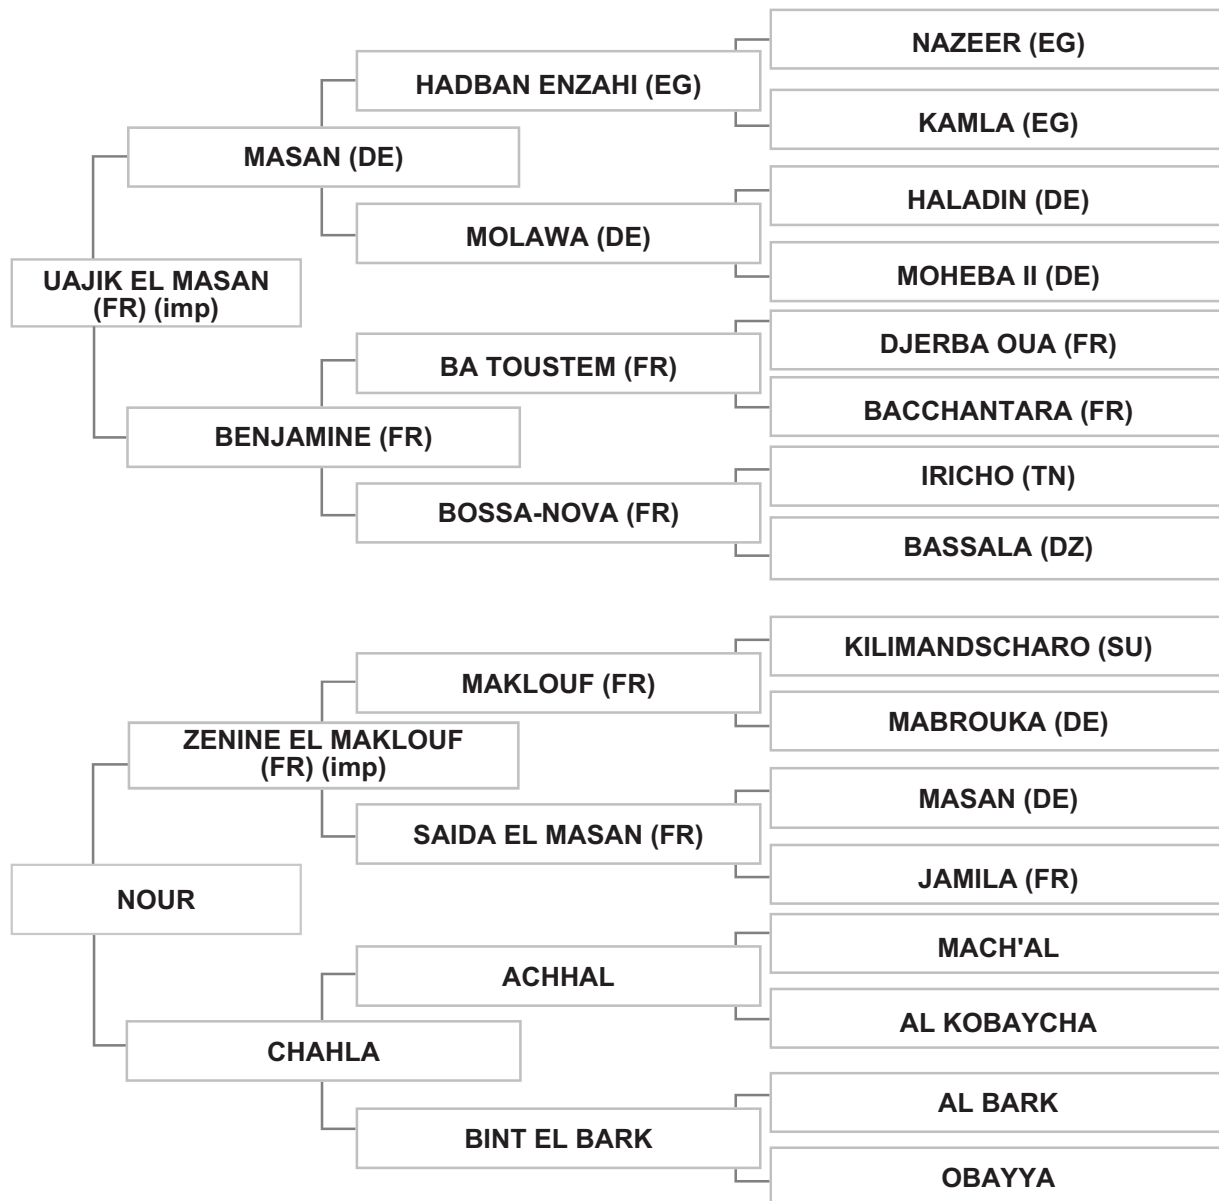 NAZEER (EG)
HADBAN ENZAHI (EG)
KAMLA (EG)
MASAN (DE)
HALADIN (DE)
MOLAWA (DE)
MOHEBA II (DE)
UAJIK EL MASAN
(FR) (imp)
DJERBA OUA (FR)
BA TOUSTEM (FR)
BACCHANTARA (FR)
BENJAMINE (FR)
IRICHO (TN)
BOSSA-NOVA (FR)
BASSALA (DZ)
KILIMANDSCHARO (SU)
MAKLOUF (FR)
MABROUKA (DE)
ZENINE EL MAKLOUF
(FR) (imp)
MASAN (DE)
SAIDA EL MASAN (FR)
JAMILA (FR)
NOUR
MACH'AL
ACHHAL
AL KOBAYCHA
CHAHLA
AL BARK
BINT EL BARK
OBAYYA